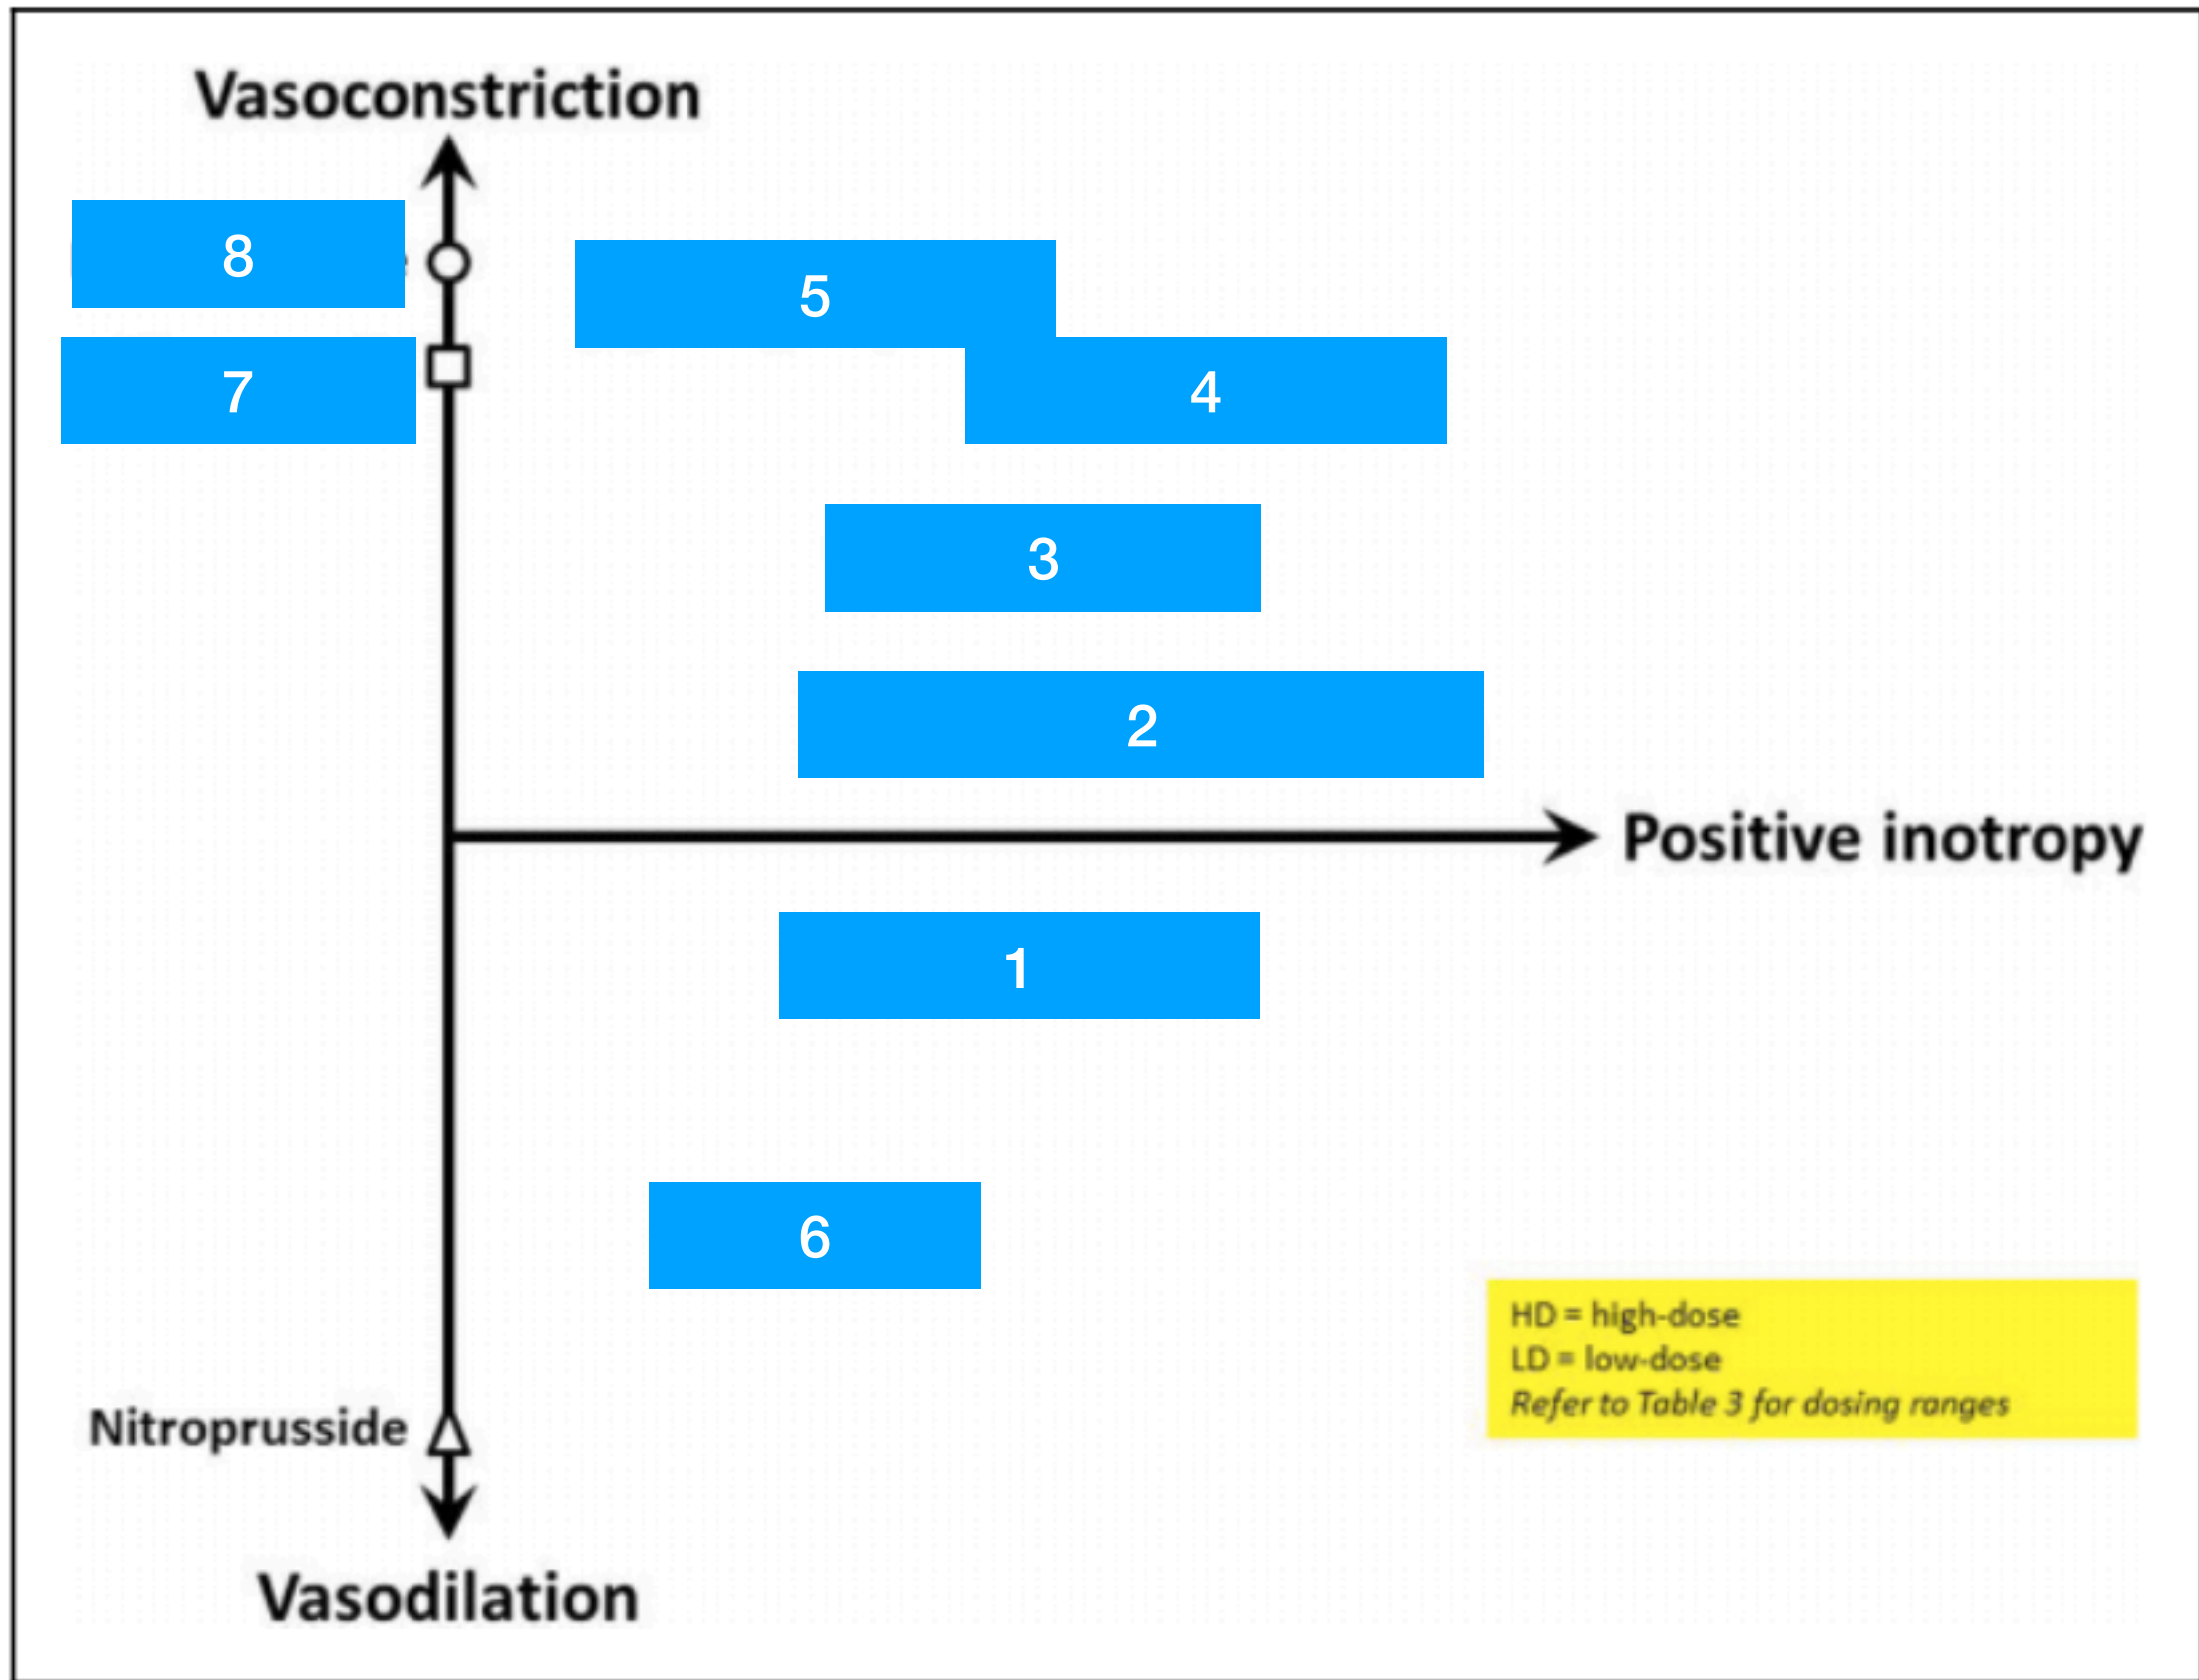 Vasoconstriction
8
5
7
4
3
2
Positive inotropy
1
6
HD = high-dose
LD = low-dose
Refer to Table 3 for dosing ranges
Nitroprusside
Vasodilation